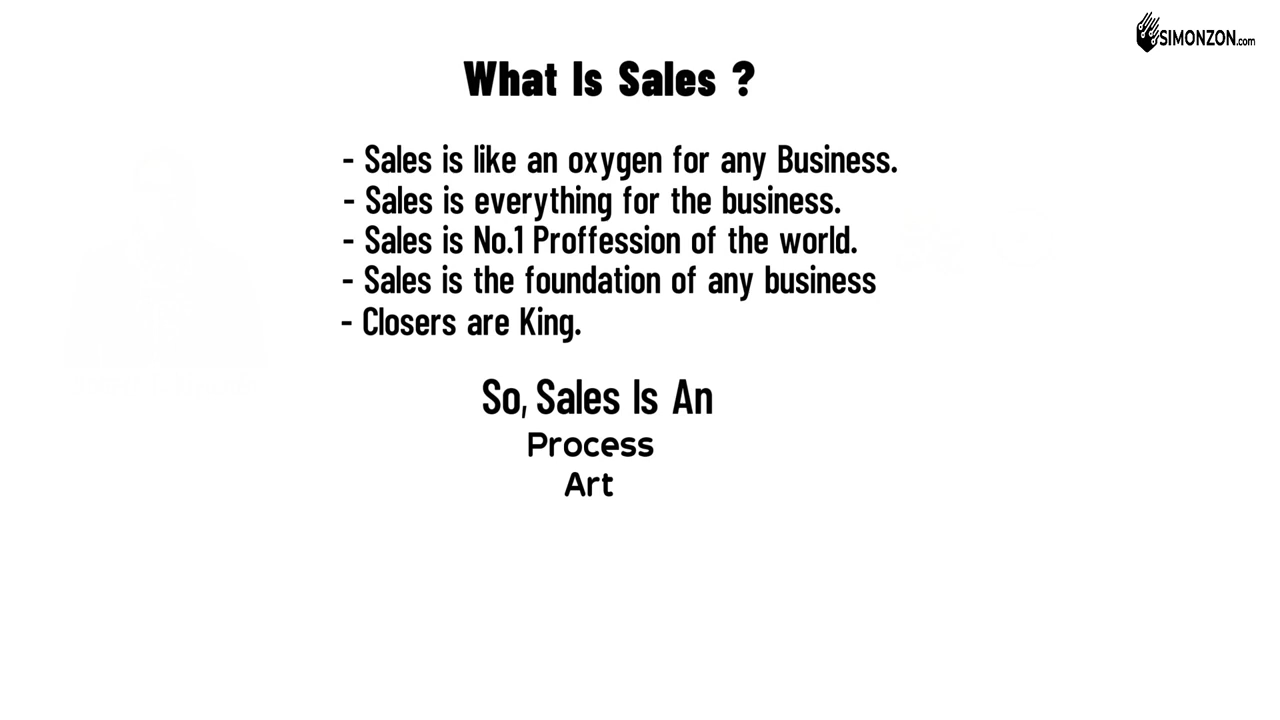 SIMONZON.com
What Is Sales ?
- Sales is like an oxygen for any Business.
- Sales is everything for the business.
- Sales is No.1 Proffession of the world.
- Sales is the foundation of any business
- Closers are King.
So, Sales Is An
Process
Art